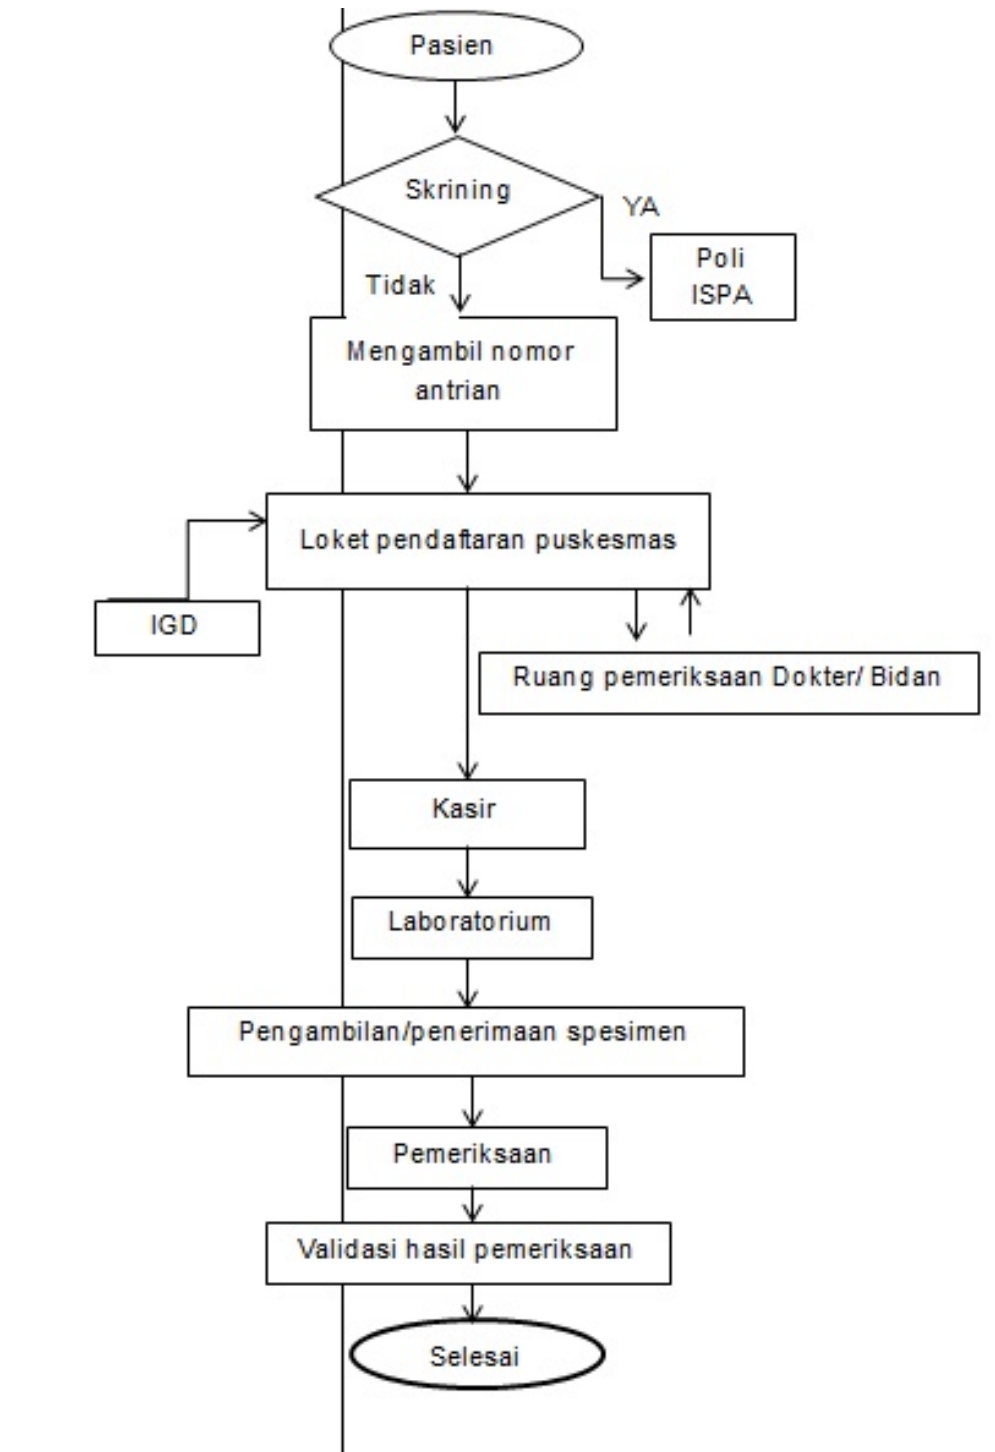 Pasien
Skrining
YA
Poli
ISPA
Tidak
Mengambil nomor
antrian
Loket pendaftaran puskesmas
IGD
Ruang pemeriksaan Dokter/ Bidan
Kasir
Laboratorium
Pengambilan/penerimaan spesimen
Pemeriksaan
Validasi hasil pemeriksaan
Selesai